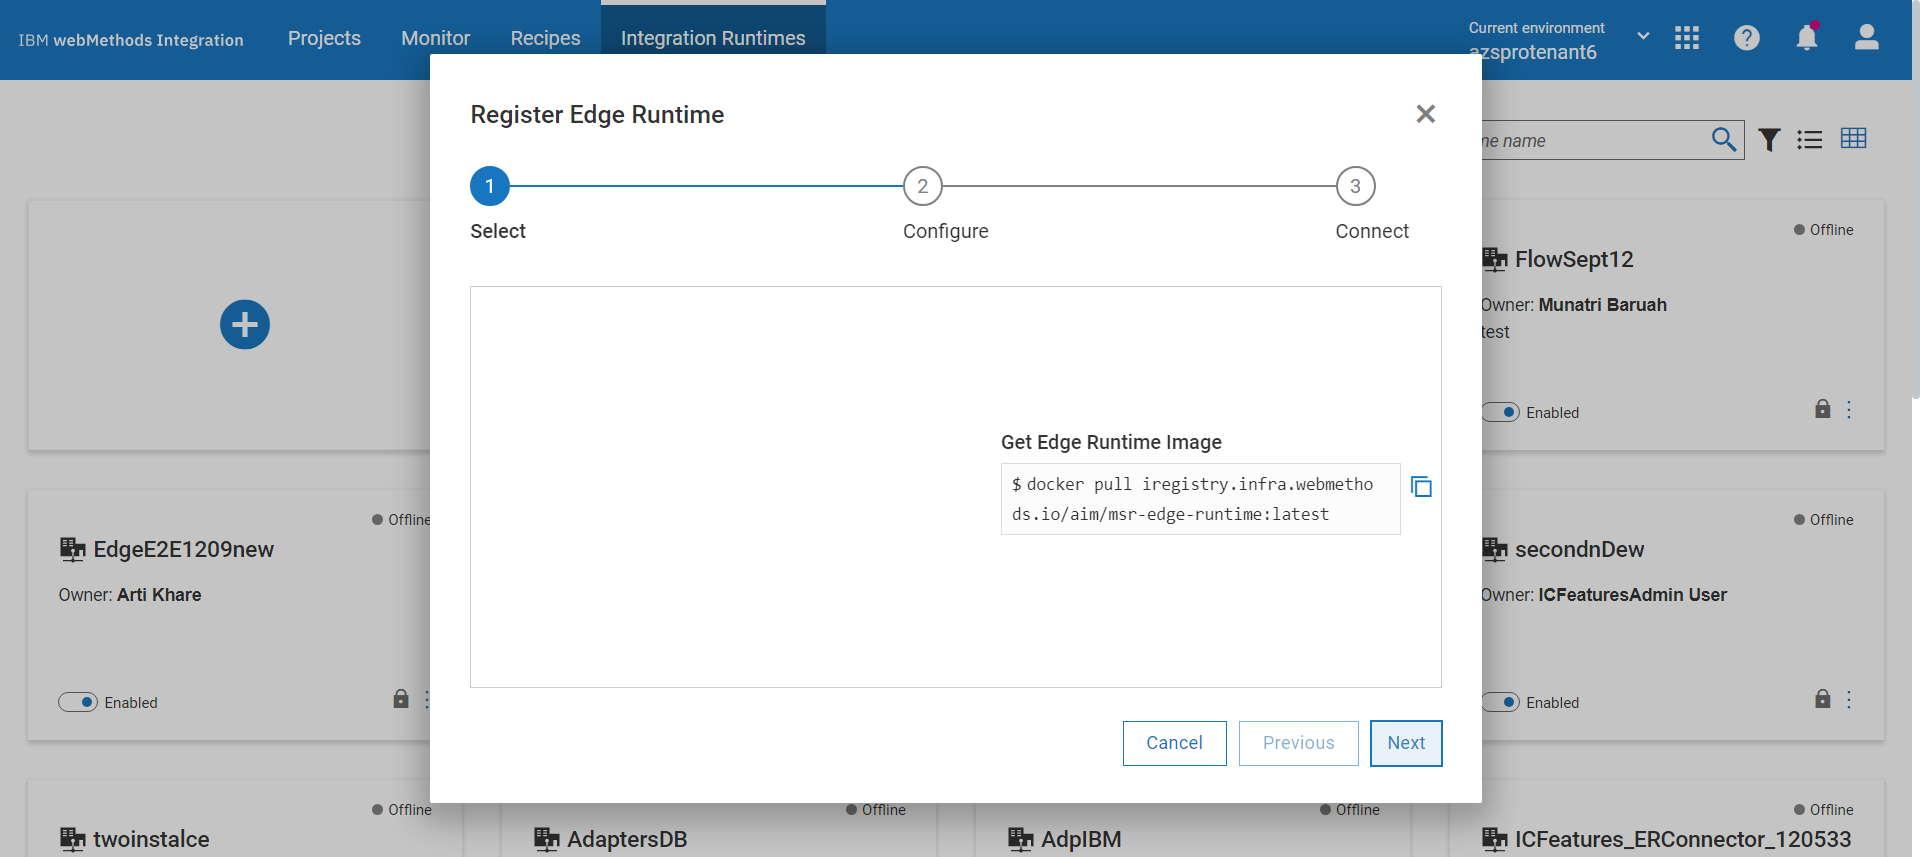 IBM webMethods Integration
Projects
Monitor
Recipes
Integration Runtimes
Current environment
azsprotenant6
Register Edge Runtime
1
2
3
Select
Configure
Connect
Get Edge Runtime Image
$ docker pull iregistry.infra.webmetho
ds.io/aim/msr-edge-runtime:latest
Cancel
Previous
Next
name
Offline
FlowSept12
Owner: Munatri Baruah
test
Enabled
Offline
EdgeE2E1209new
Owner: Arti Khare
Enabled
Offline
secondnDew
Owner: ICFeaturesAdmin User
Enabled
Offline
twoinstalce
Offline
AdaptersDB
Offline
AdpIBM
Offline
ICFeatures_ERConnector_120533